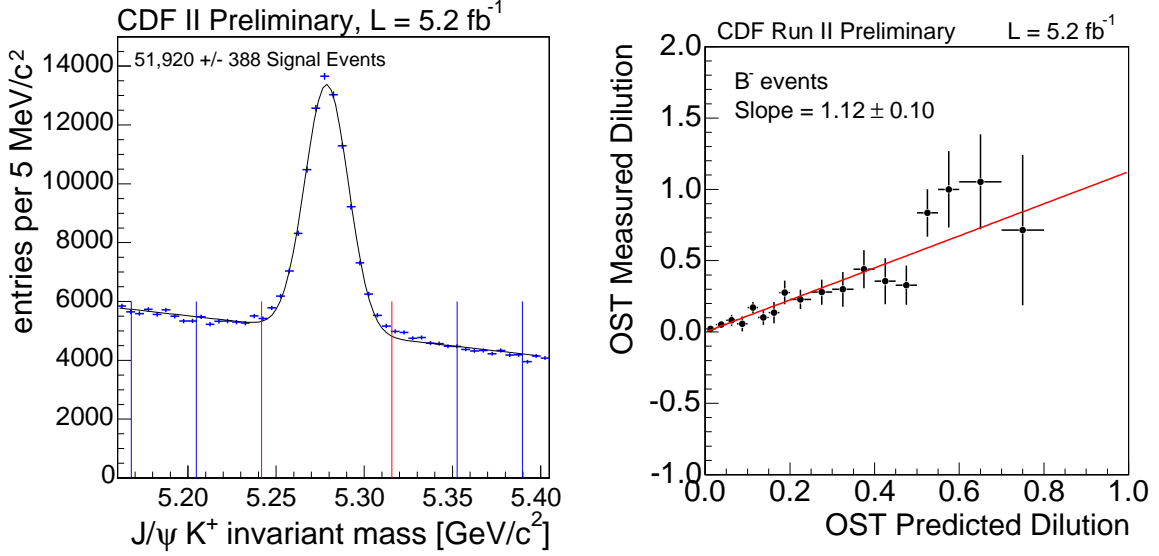 CDF II Preliminary, L = 5.2 fb⁻¹
51,920 +/- 388 Signal Events
entries per 5 MeV/c²
14000
12000
10000
8000
6000
4000
2000
0
5.20
5.25
5.30
5.35
5.40
J/ψ K⁺ invariant mass [GeV/c²]
CDF Run II Preliminary
L = 5.2 fb⁻¹
B⁻ events
Slope = 1.12 ± 0.10
OST Measured Dilution
2.0
1.5
1.0
0.5
0.0
-0.5
-1.0
0.0
0.2
0.4
0.6
0.8
1.0
OST Predicted Dilution